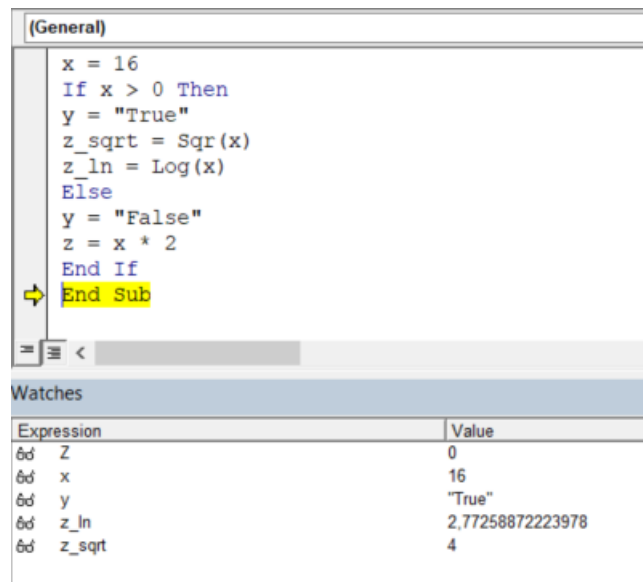 (General)
x = 16
If x > 0 Then
y = "True"
z_sqrt = Sqr(x)
z_ln = Log(x)
Else
y = "False"
z = x * 2
End If
End Sub
Watches
Expression Value
Z 0
x 16
y "True"
z_ln 2,77258872223978
z_sqrt 4